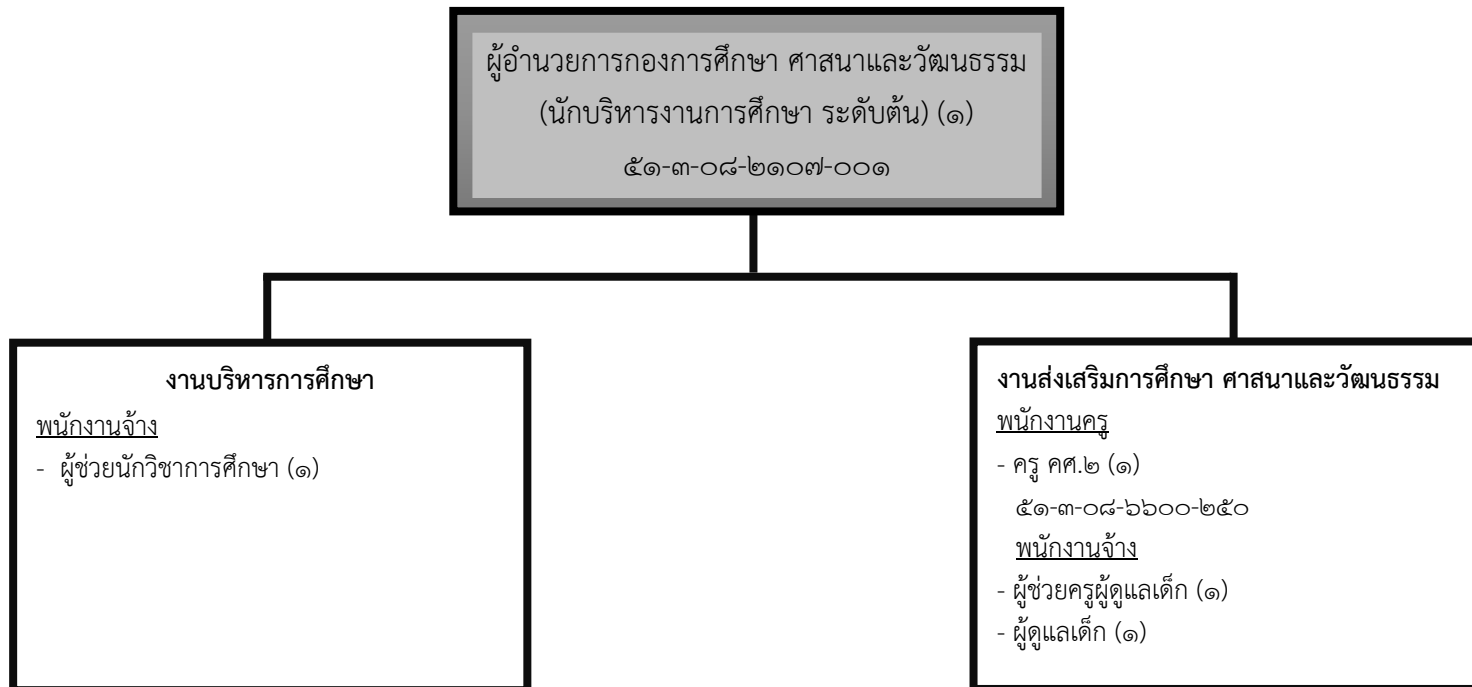 ผู้อำนวยการกองการศึกษา ศาสนาและวัฒนธรรม
(นักบริหารงานการศึกษา ระดับต้น) (๑)
๕๑-๓-๐๘-๒๑๐๗-๐๐๑
งานบริหารการศึกษา
พนักงานจ้าง
- ผู้ช่วยนักวิชาการศึกษา (๑)
งานส่งเสริมการศึกษา ศาสนาและวัฒนธรรม
พนักงานครู
- ครู คศ.๒ (๑)
๕๑-๓-๐๘-๖๖๐๐-๒๕๐
พนักงานจ้าง
- ผู้ช่วยครูผู้ดูแลเด็ก (๑)
- ผู้ดูแลเด็ก (๑)